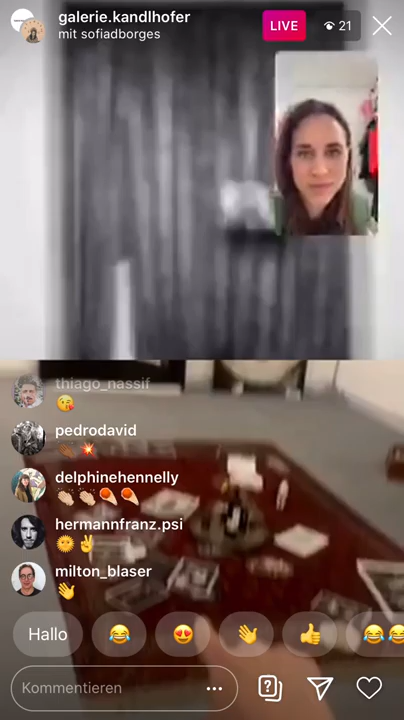 galerie.kandlhofer
LIVE
21
mit sofiadborges
thiago_nassif
pedrodavid
delphinehennelly
hermannfranz.psi
milton_blaser
Hallo
Kommentieren